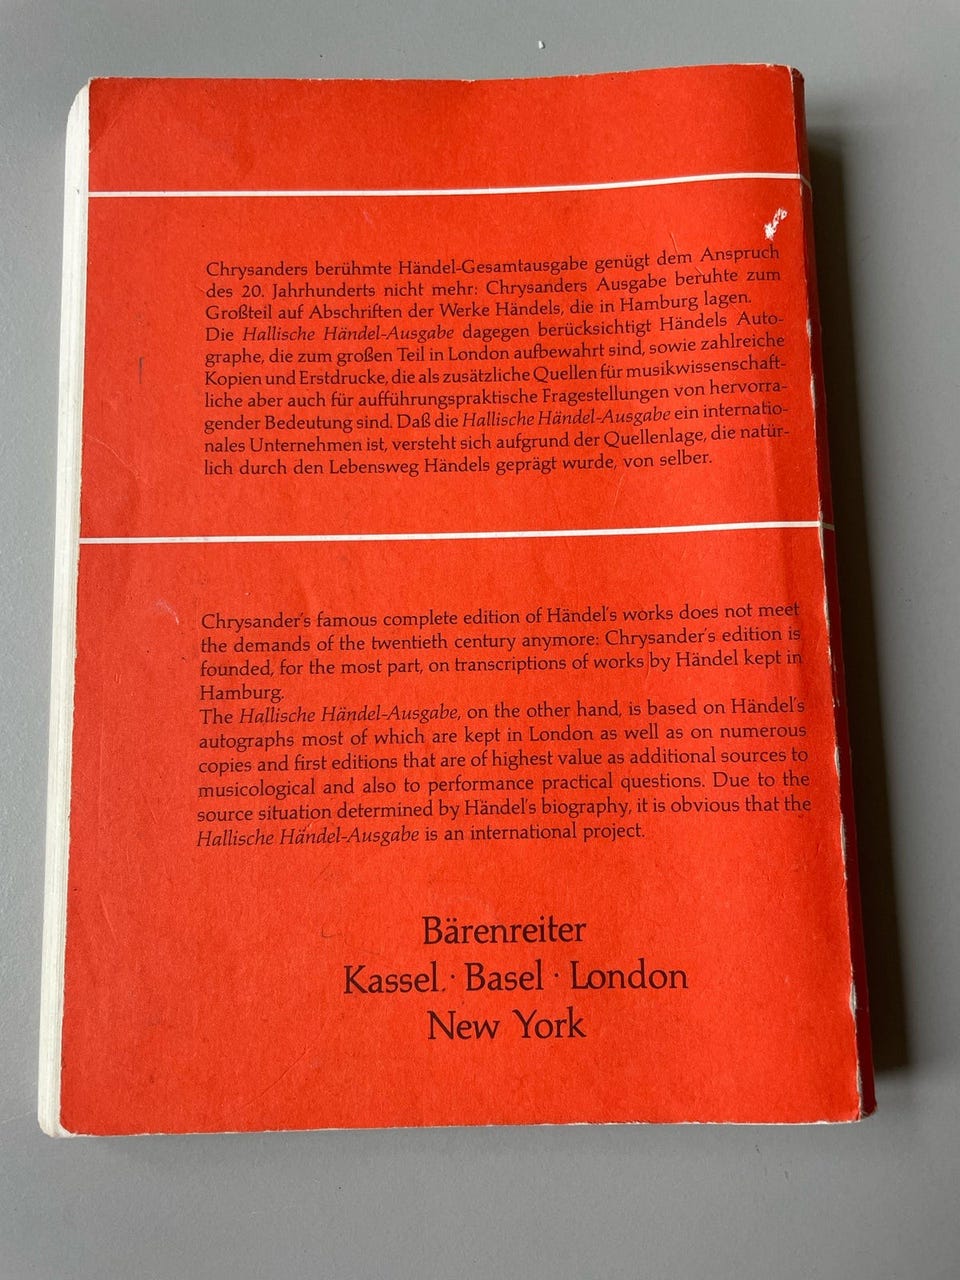 Chrysanders berühmte Händel-Gesamtausgabe genügt dem Anspruch
des 20. Jahrhunderts nicht mehr: Chrysanders Ausgabe beruhte zum
Großteil auf Abschriften der Werke Händels, die in Hamburg lagen.
Die Hallische Händel-Ausgabe dagegen berücksichtigt Händels Auto-
graphe, die zum großen Teil in London aufbewahrt sind, sowie zahlreiche
Kopien und Erstdrucke, die als zusätzliche Quellen für musikwissenschaft-
liche aber auch für aufführungspraktische Fragestellungen von hervorra-
gender Bedeutung sind. Daß die Hallische Händel-Ausgabe ein internatio-
nales Unternehmen ist, versteht sich aufgrund der Quellenlage, die natür-
lich durch den Lebensweg Händels geprägt wurde, von selber.
Chrysander's famous complete edition of Händel's works does not meet
the demands of the twentieth century anymore: Chrysander's edition is
founded, for the most part, on transcriptions of works by Händel kept in
Hamburg.
The Hallische Händel-Ausgabe, on the other hand, is based on Händel's
autographs most of which are kept in London as well as on numerous
copies and first editions that are of highest value as additional sources to
musicological and also to performance practical questions. Due to the
source situation determined by Händel's biography, it is obvious that the
Hallische Händel-Ausgabe is an international project.
Bärenreiter
Kassel · Basel · London
New York